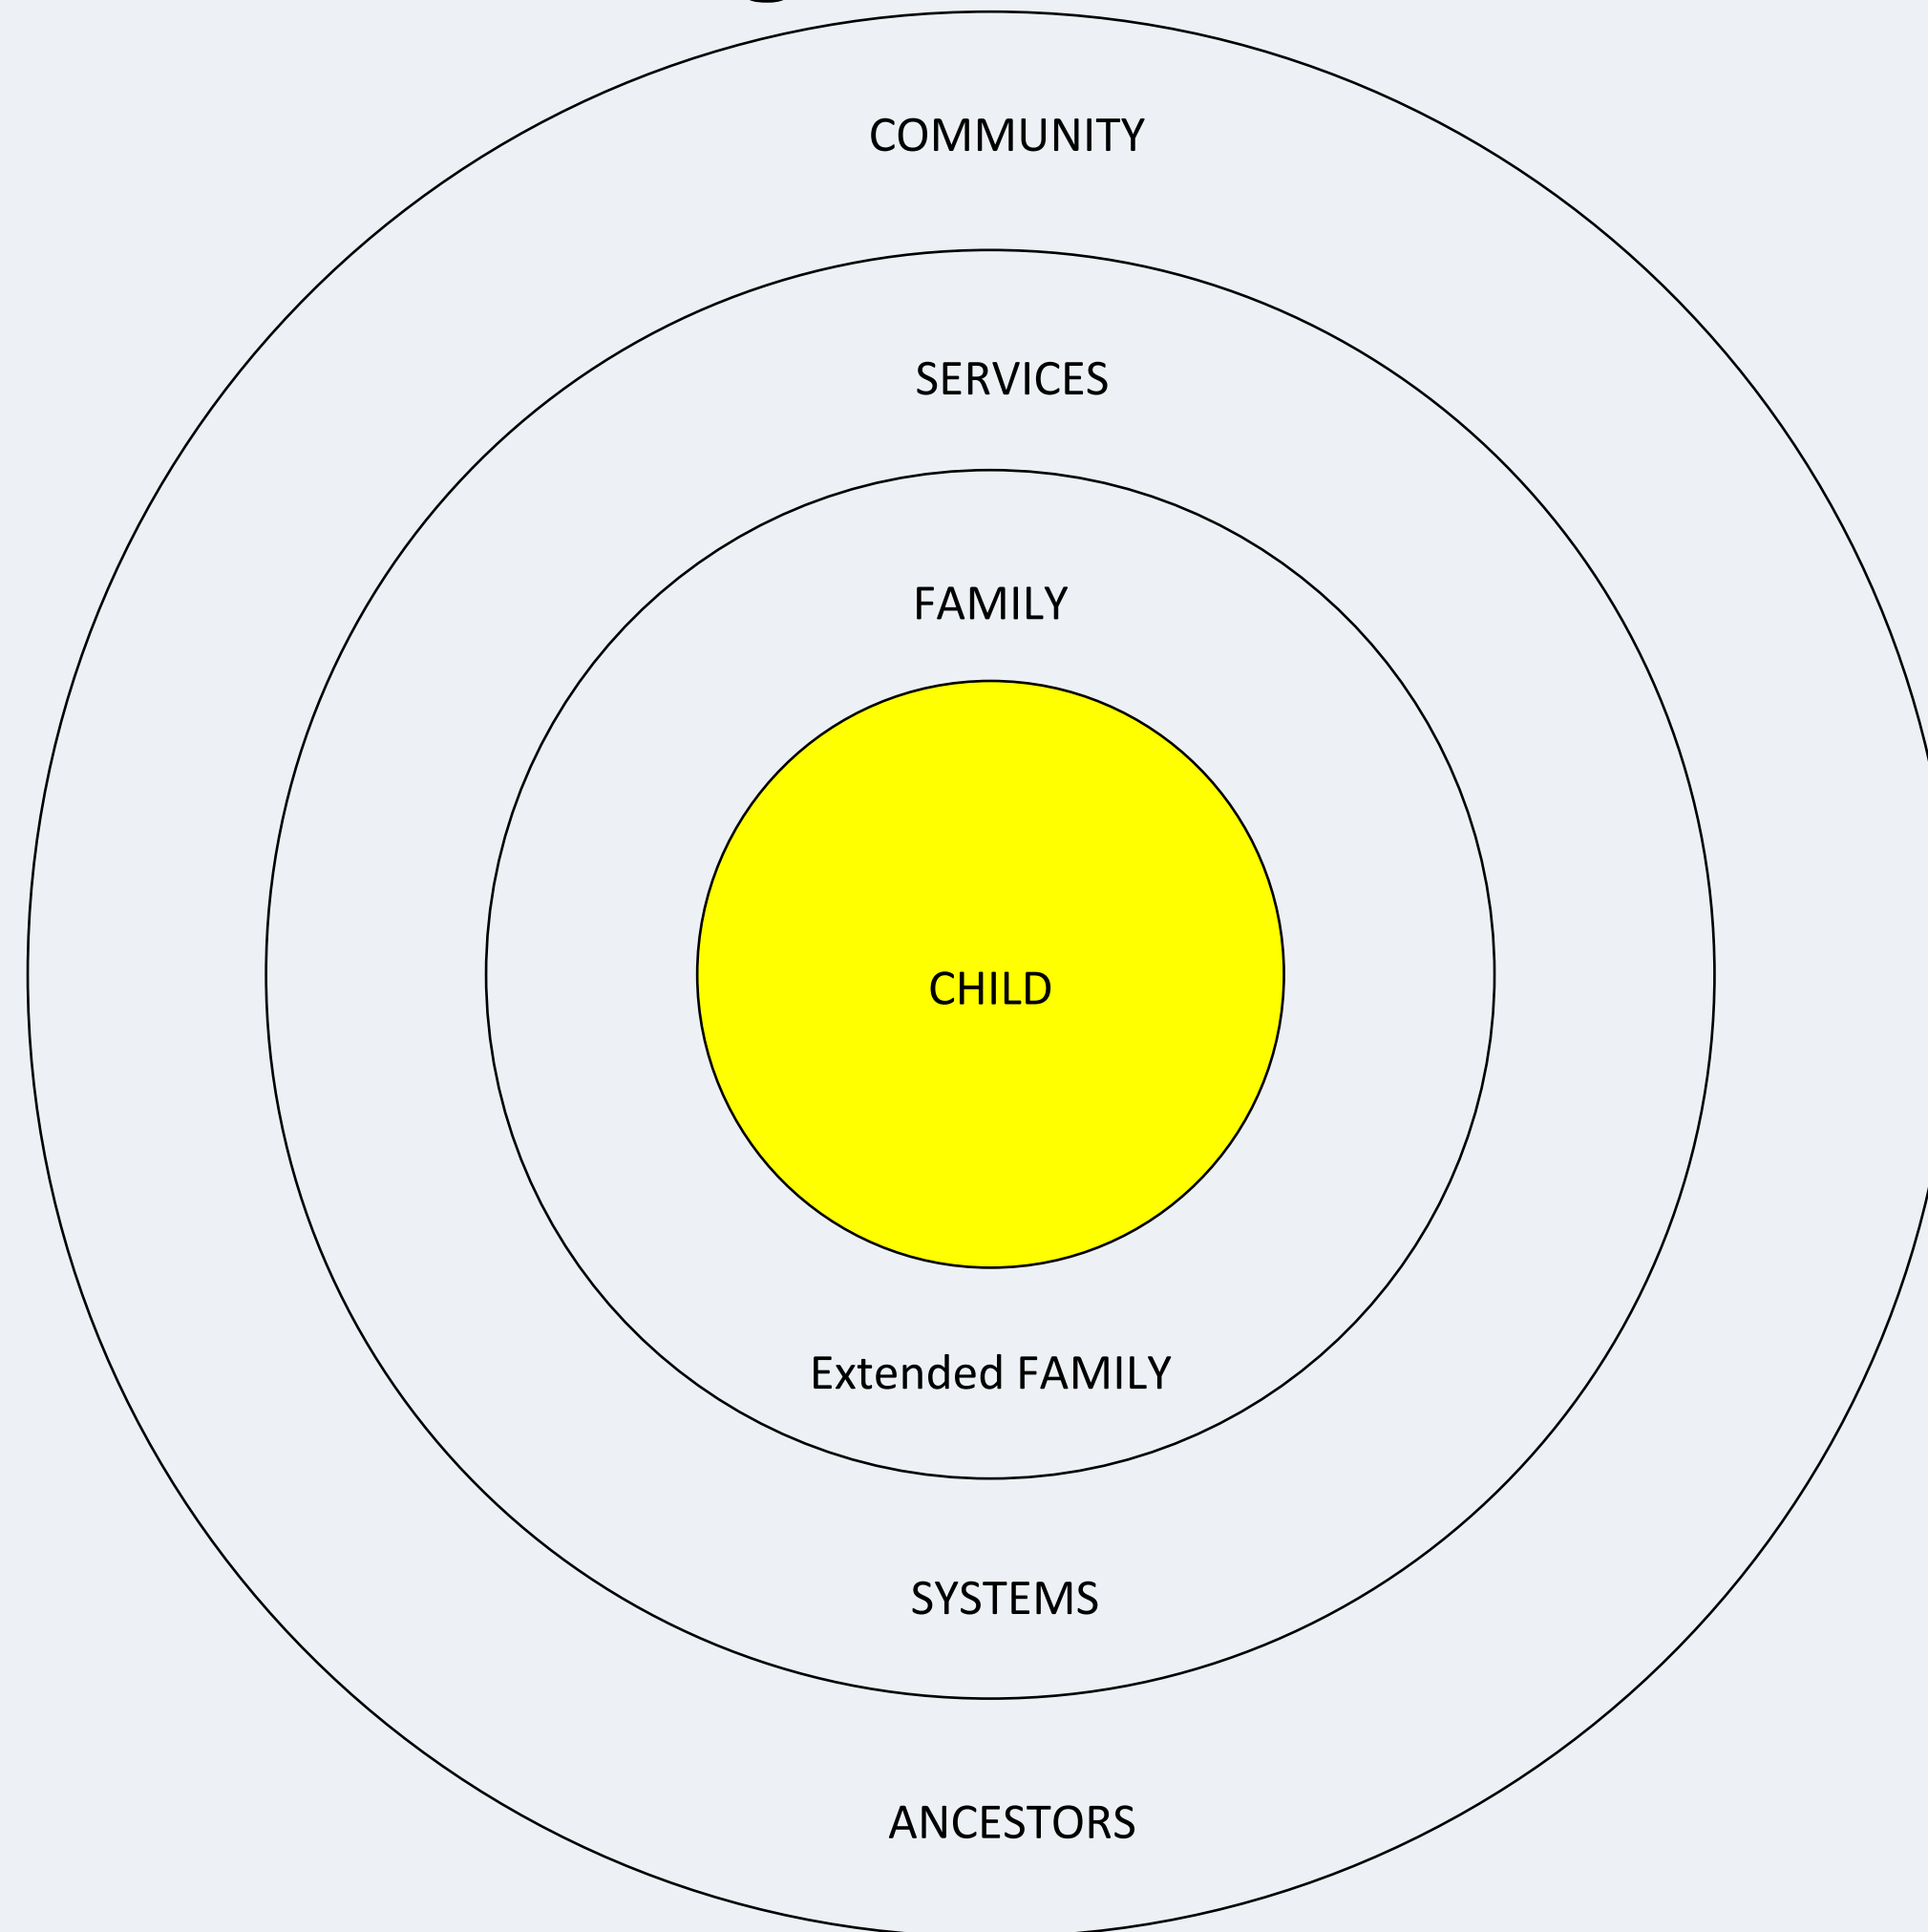 COMMUNITY
SERVICES
FAMILY
CHILD
Extended FAMILY
SYSTEMS
ANCESTORS